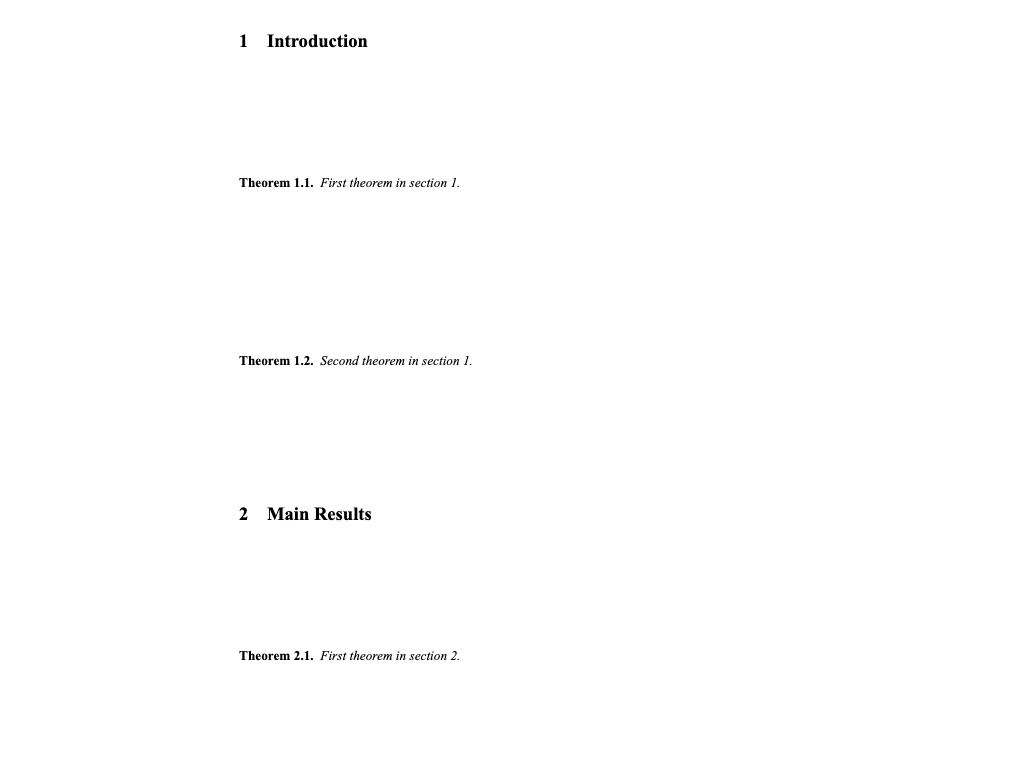 1 Introduction
Theorem 1.1. First theorem in section 1.
Theorem 1.2. Second theorem in section 1.
2 Main Results
Theorem 2.1. First theorem in section 2.